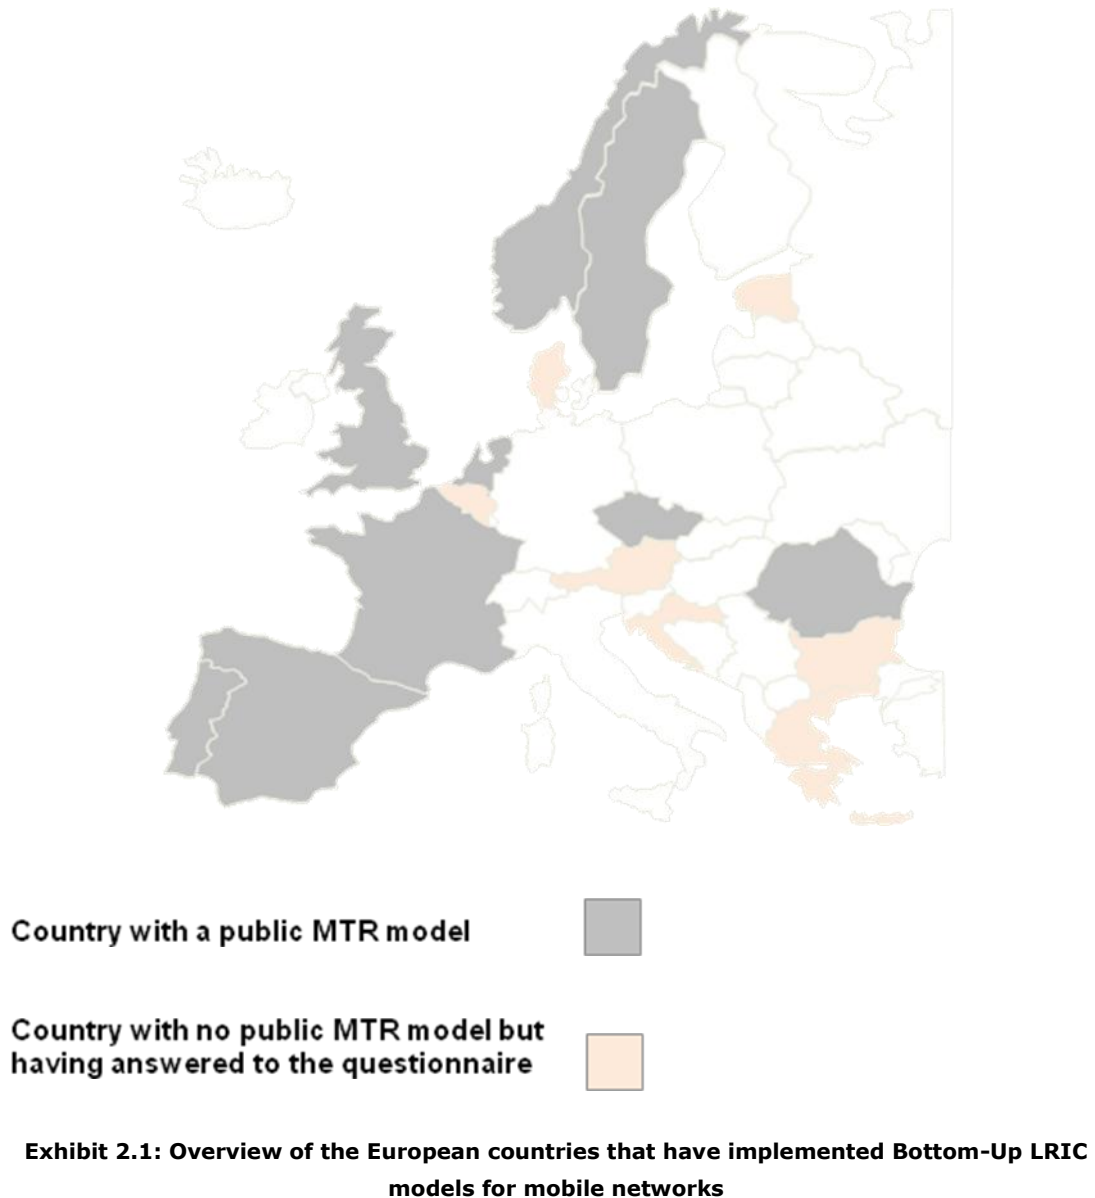 Country with a public MTR model
Country with no public MTR model but
having answered to the questionnaire
Exhibit 2.1: Overview of the European countries that have implemented Bottom-Up LRIC
models for mobile networks